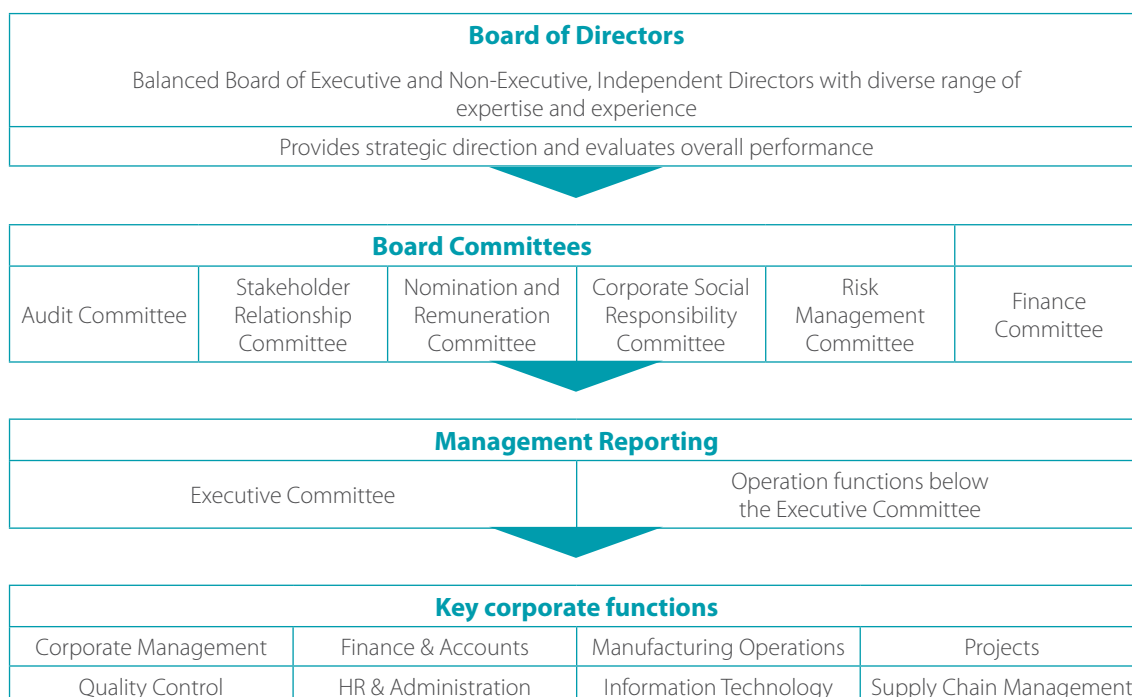 Board of Directors
Balanced Board of Executive and Non-Executive, Independent Directors with diverse range of
expertise and experience
Provides strategic direction and evaluates overall performance
Board Committees
Audit Committee
Stakeholder
Relationship
Committee
Nomination and
Remuneration
Committee
Corporate Social
Responsibility
Committee
Risk
Management
Committee
Finance
Committee
Management Reporting
Executive Committee
Operation functions below
the Executive Committee
Key corporate functions
Corporate Management
Finance & Accounts
Manufacturing Operations
Projects
Quality Control
HR & Administration
Information Technology
Supply Chain Management